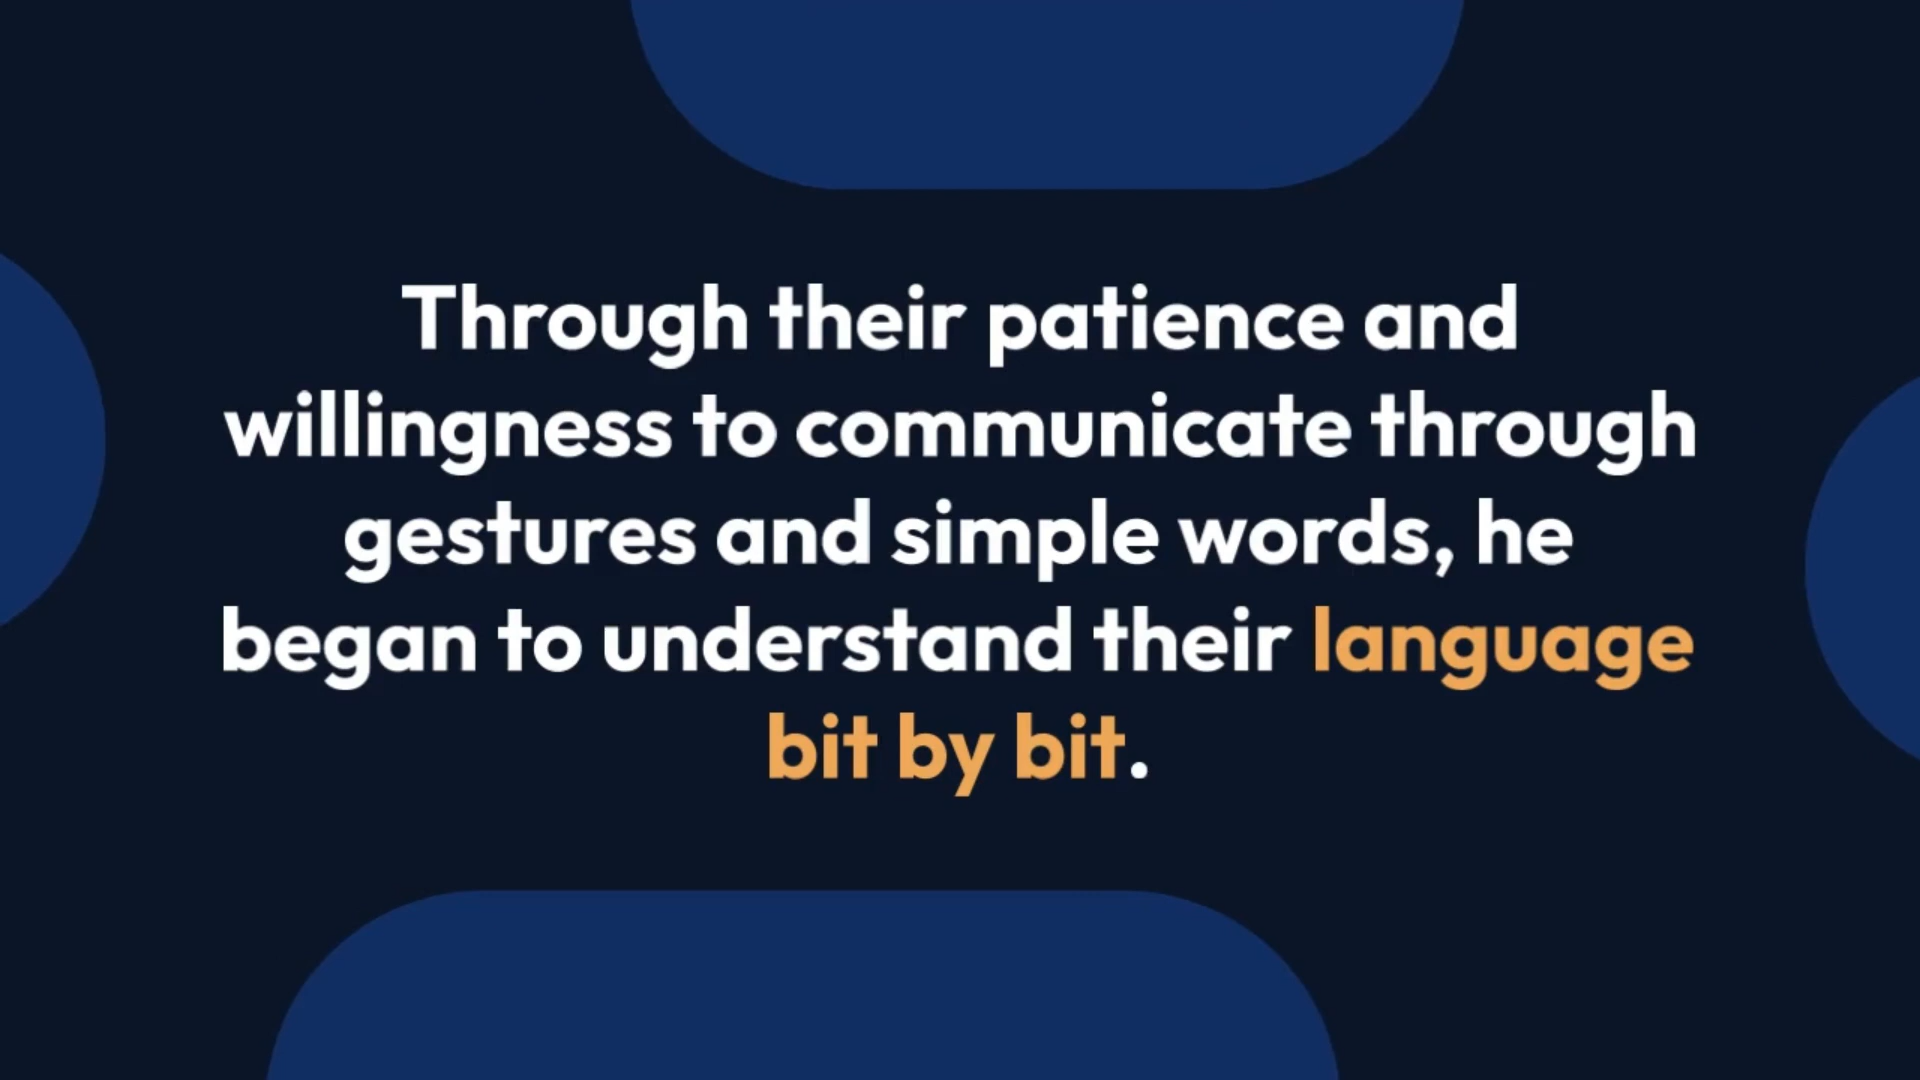 Through their patience and
willingness to communicate through
gestures and simple words, he
began to understand their language
bit by bit.